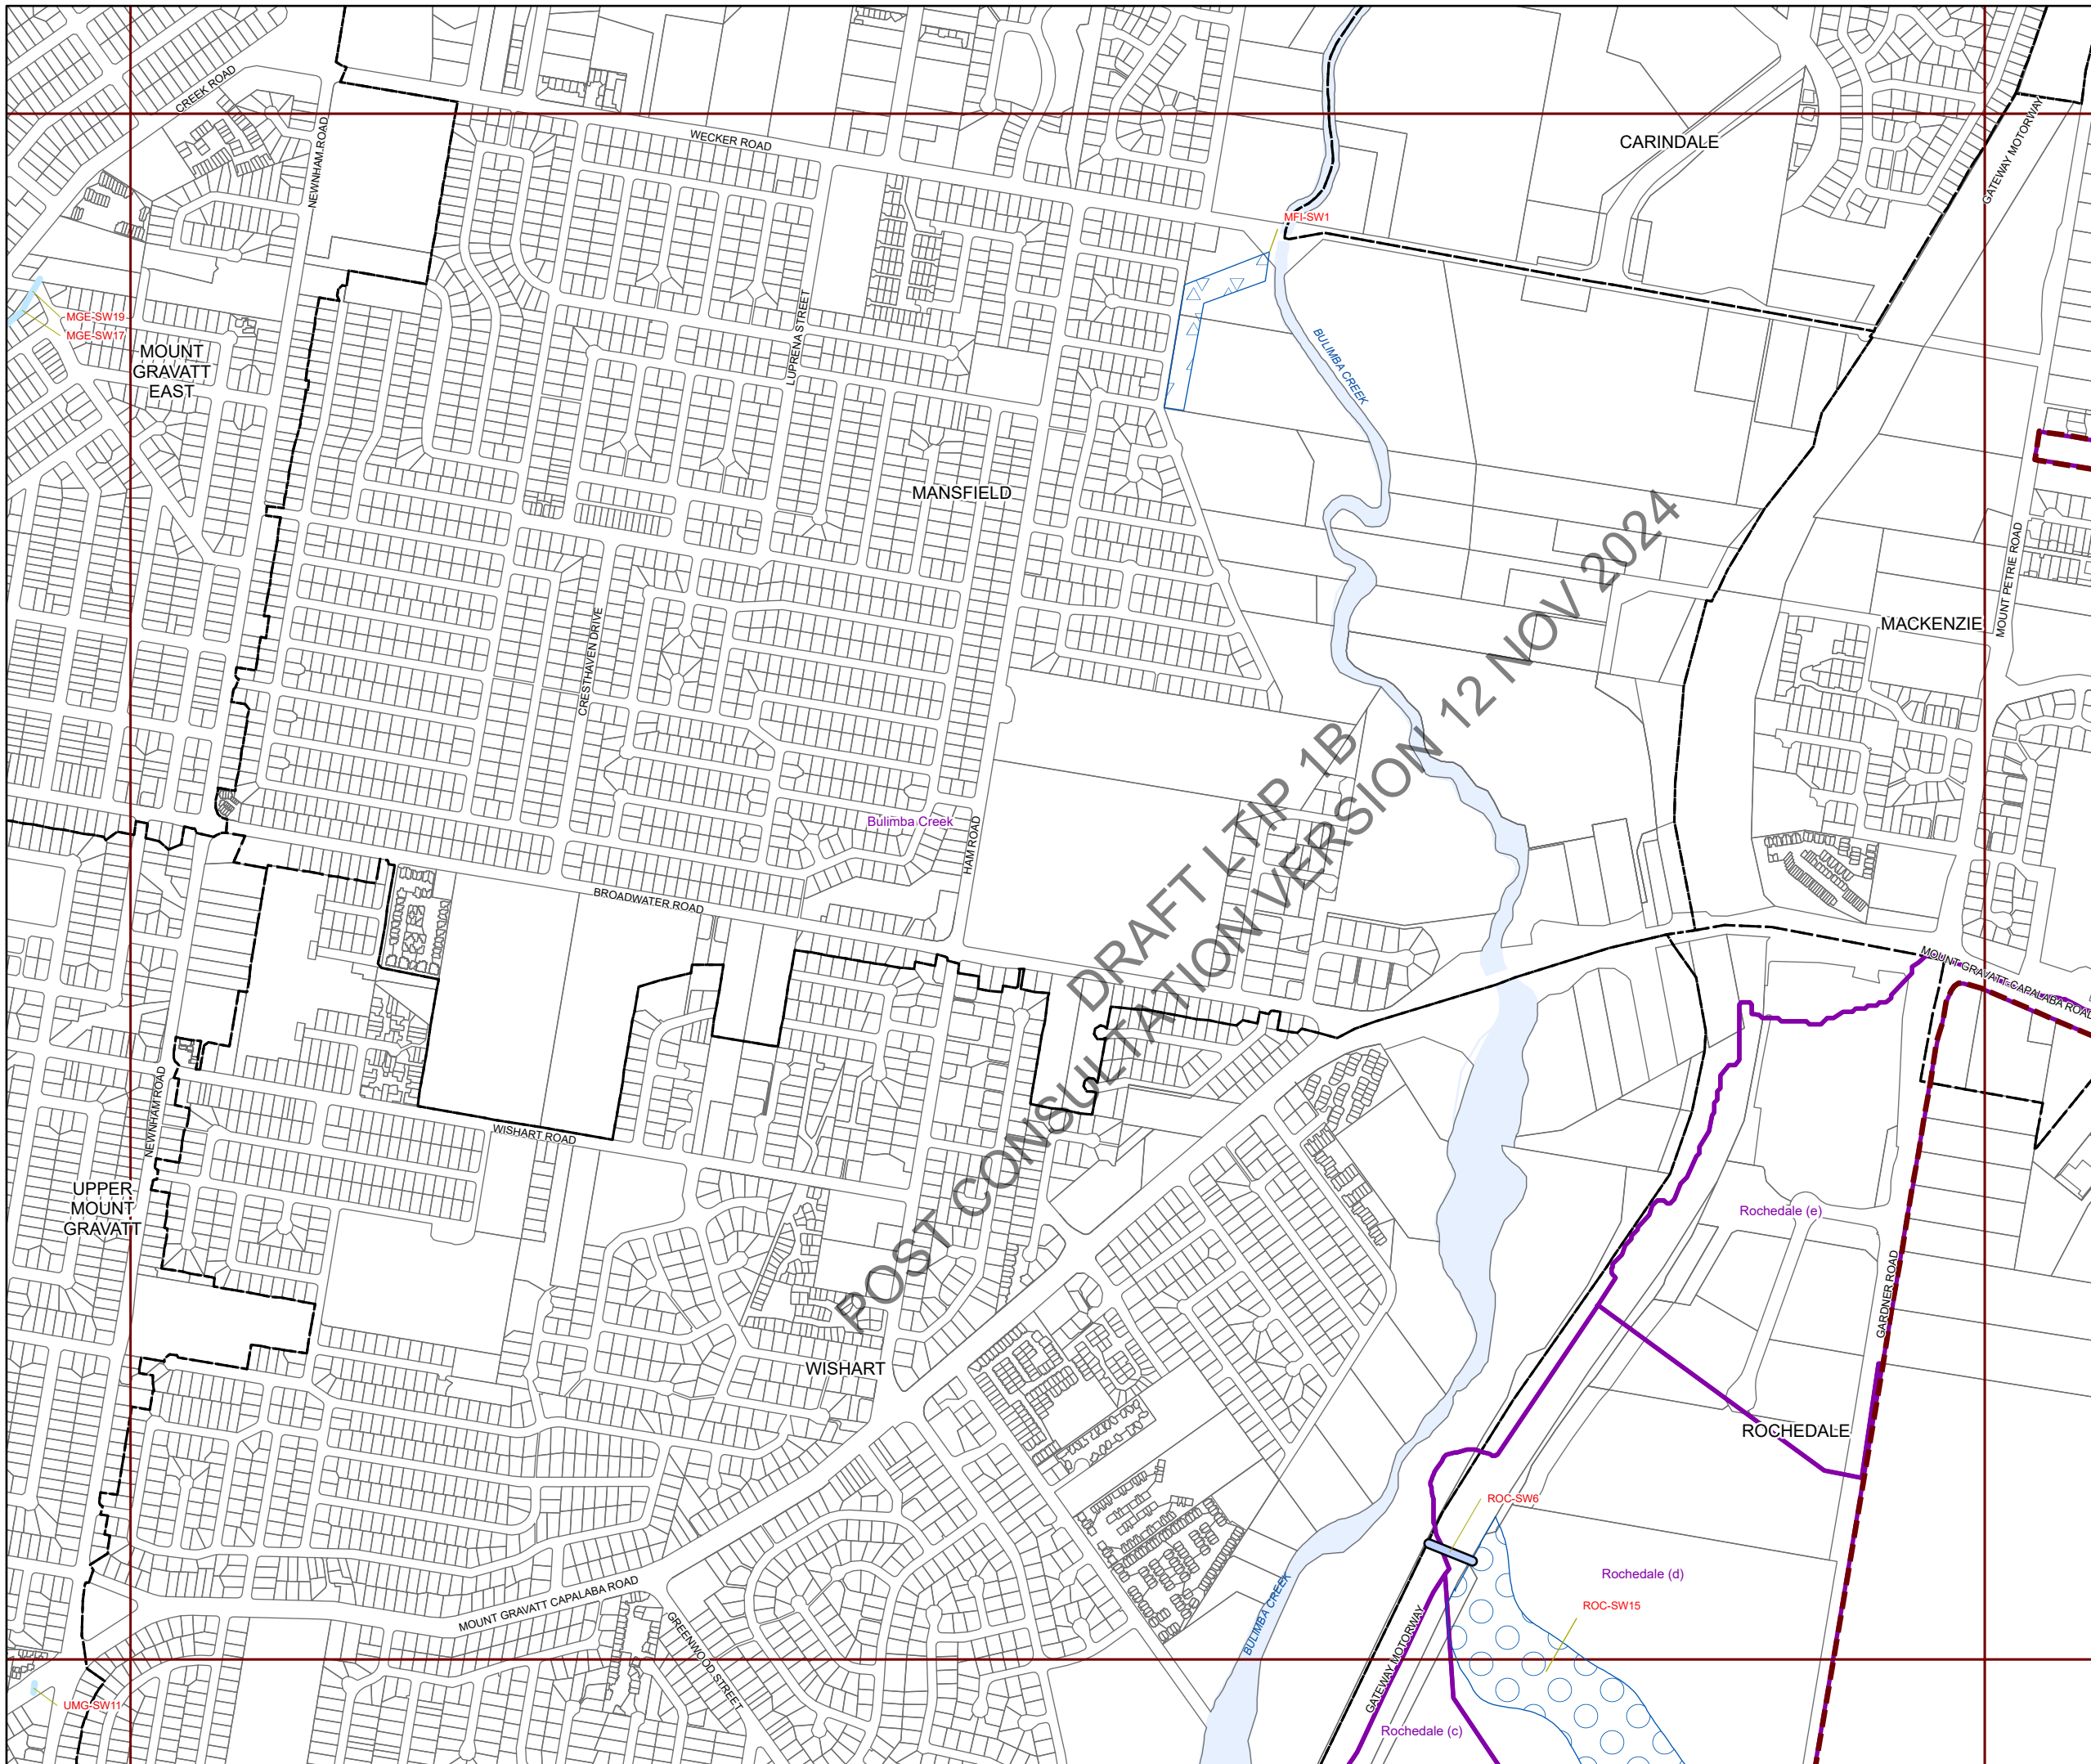 CREEK ROAD
NEWNHAM ROAD
WECKER ROAD
CARINDALE
GATEWAY MOTORWAY
MFI-SW1
MGE-SW19
MGE-SW17
MOUNT
GRAVATT
EAST
LUPRENA STREET
BULIMBA CREEK
MANSFIELD
MOUNT PETRIE ROAD
MACKENZIE
CRESTHAVEN DRIVE
Bulimba Creek
HAM ROAD
BROADWATER ROAD
DRAFT LTIP 1B
POST CONSULTATION VERSION 12 NOV 2024
MOUNT GRAVATT-CAPALABA ROAD
NEWNHAM ROAD
WISHART ROAD
UPPER
MOUNT
GRAVATT
Rochedale (e)
GARDNER ROAD
WISHART
ROCHEDALE
ROC-SW6
Rochedale (d)
ROC-SW15
MOUNT GRAVATT CAPALABA ROAD
GREENWOOD STREET
BULIMBA CREEK
GATEWAY MOTORWAY
UMG-SW11
Rochedale (c)